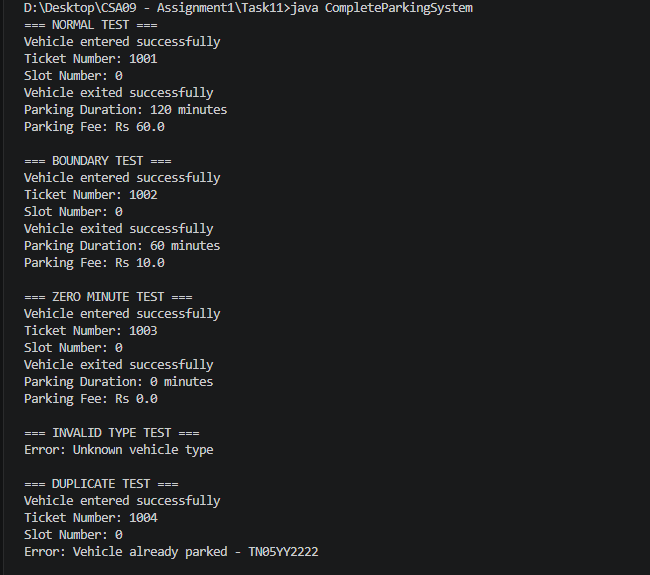 D:\Desktop\CSA09 - Assignment1\Task11>java CompleteParkingSystem
=== NORMAL TEST ===
Vehicle entered successfully
Ticket Number: 1001
Slot Number: 0
Vehicle exited successfully
Parking Duration: 120 minutes
Parking Fee: Rs 60.0

=== BOUNDARY TEST ===
Vehicle entered successfully
Ticket Number: 1002
Slot Number: 0
Vehicle exited successfully
Parking Duration: 60 minutes
Parking Fee: Rs 10.0

=== ZERO MINUTE TEST ===
Vehicle entered successfully
Ticket Number: 1003
Slot Number: 0
Vehicle exited successfully
Parking Duration: 0 minutes
Parking Fee: Rs 0.0

=== INVALID TYPE TEST ===
Error: Unknown vehicle type

=== DUPLICATE TEST ===
Vehicle entered successfully
Ticket Number: 1004
Slot Number: 0
Error: Vehicle already parked - TN05YY2222